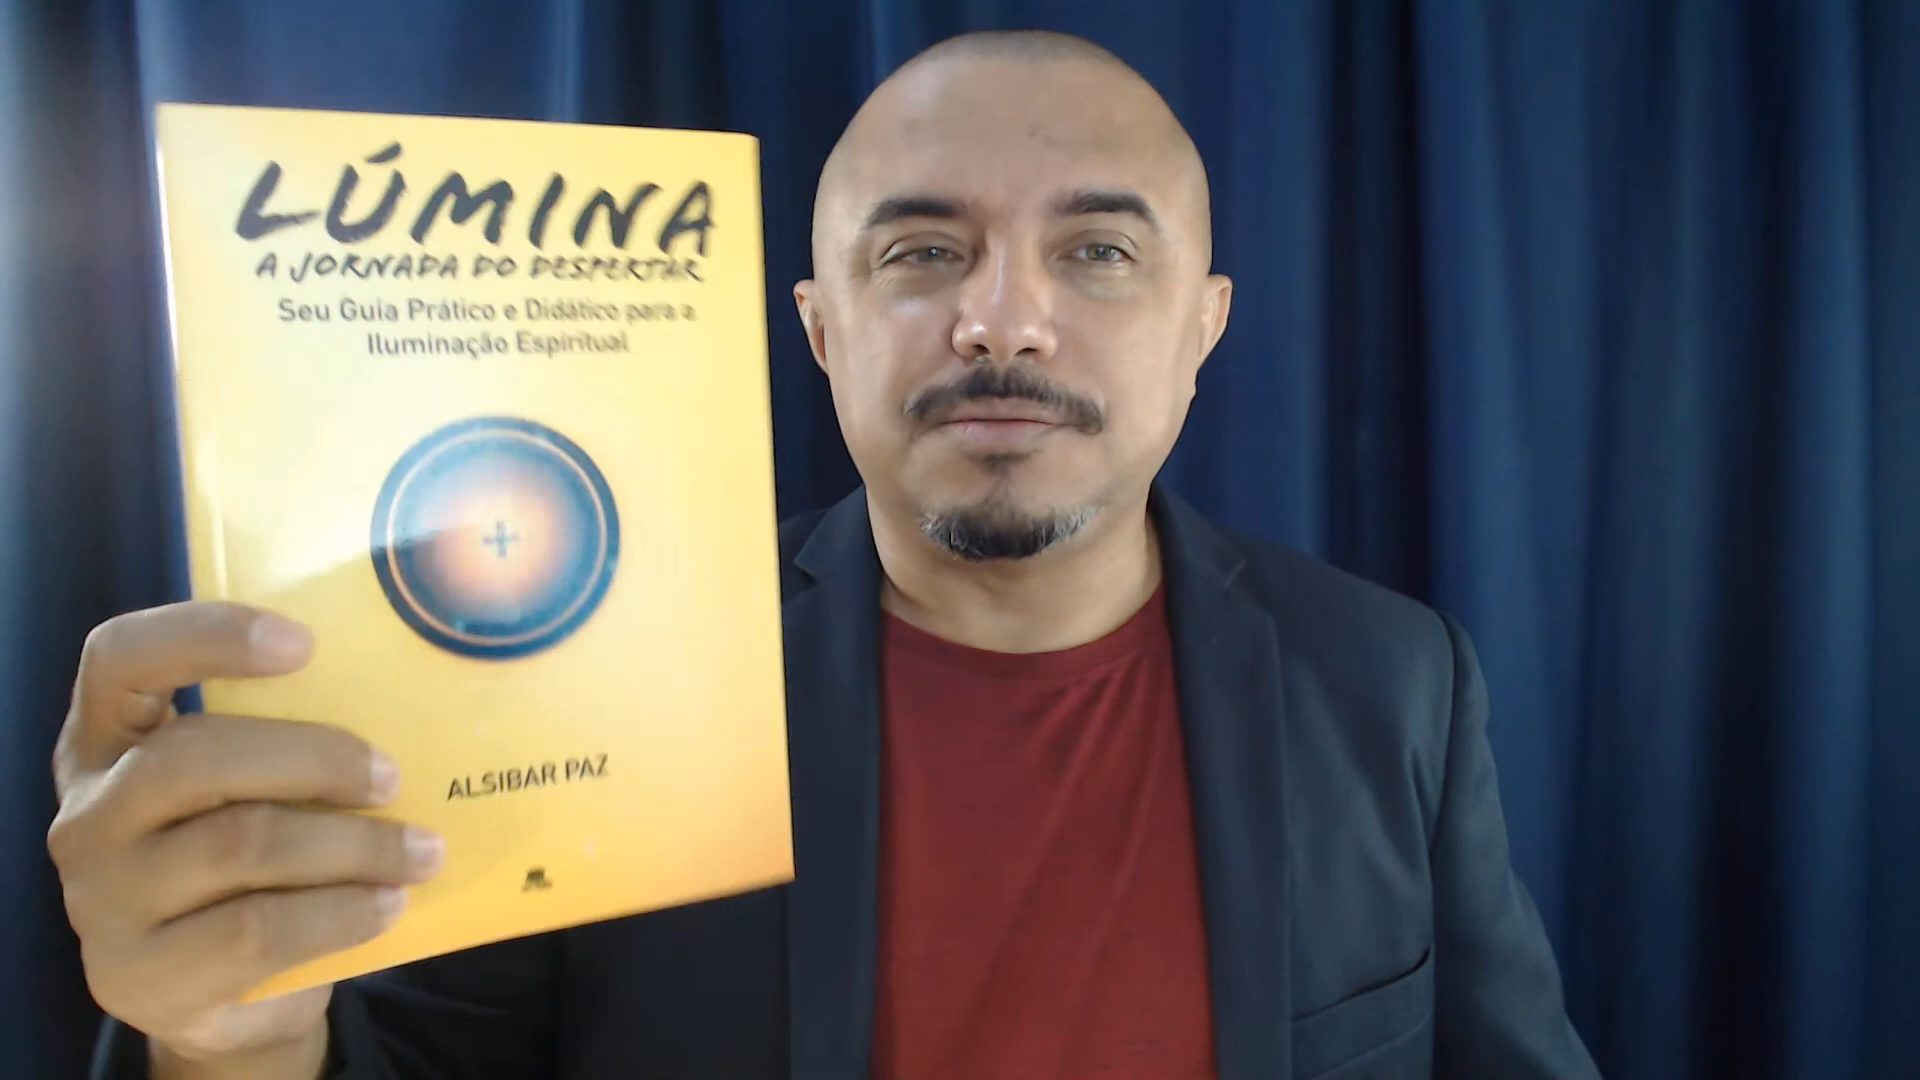 LÚMINA
A JORNADA DO DESPERTAR
Seu Guia Prático e Didático para a
Iluminação Espiritual
ALSIBAR PAZ